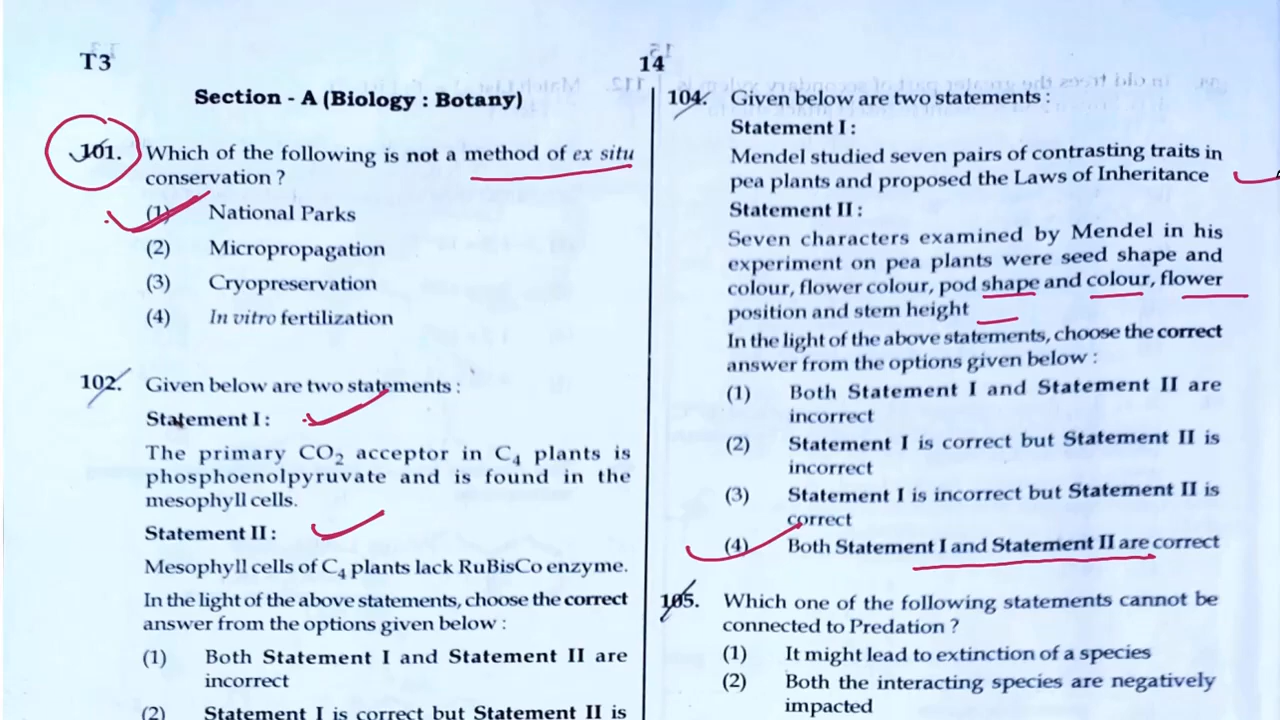 T3
14
Section - A (Biology : Botany)
101. Which of the following is not a method of ex situ
conservation ?
(1) National Parks
(2) Micropropagation
(3) Cryopreservation
(4) In vitro fertilization
102. Given below are two statements :
Statement I :
The primary CO₂ acceptor in C₄ plants is
phosphoenolpyruvate and is found in the
mesophyll cells.
Statement II :
Mesophyll cells of C₄ plants lack RuBisCo enzyme.
In the light of the above statements, choose the correct
answer from the options given below :
(1) Both Statement I and Statement II are
incorrect
(2) Statement I is correct but Statement II is
104. Given below are two statements :
Statement I :
Mendel studied seven pairs of contrasting traits in
pea plants and proposed the Laws of Inheritance
Statement II :
Seven characters examined by Mendel in his
experiment on pea plants were seed shape and
colour, flower colour, pod shape and colour, flower
position and stem height
In the light of the above statements, choose the correct
answer from the options given below :
(1) Both Statement I and Statement II are
incorrect
(2) Statement I is correct but Statement II is
incorrect
(3) Statement I is incorrect but Statement II is
correct
(4) Both Statement I and Statement II are correct
105. Which one of the following statements cannot be
connected to Predation ?
(1) It might lead to extinction of a species
(2) Both the interacting species are negatively
impacted